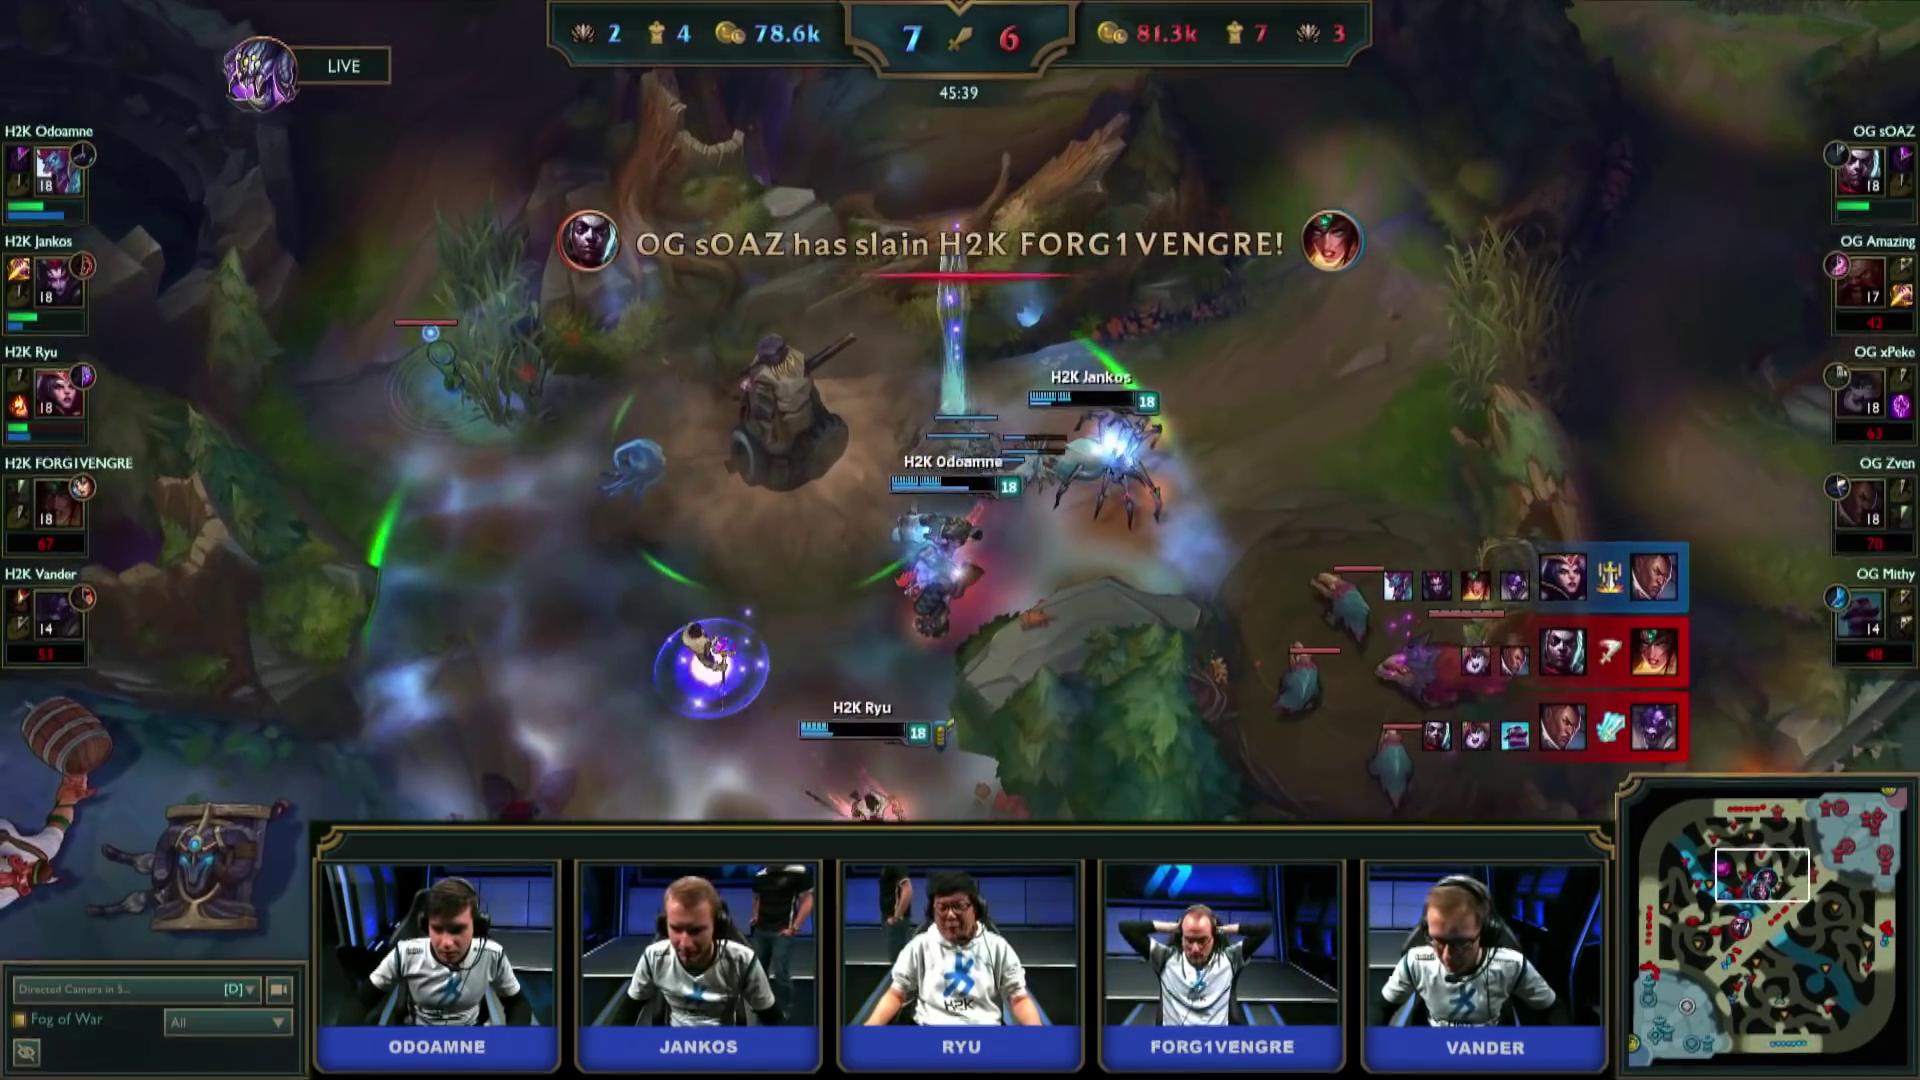 2 4 78.6k 7 6 81.3k 7 3
LIVE
45:39
H2K Odoamne
18
H2K Jankos
18
H2K Ryu
18
H2K FORG1VENGRE
18
67
H2K Vander
14
53
OG sOAZ has slain H2K FORG1VENGRE!
H2K Jankos
18
H2K Odoamne
18
H2K Ryu
18
OG sOAZ
18
OG Amazing
17
42
OG xPeke
18
63
OG Zven
18
70
OG Mithy
14
48
Directed Camera in S... [D]
Fog of War
All
H2K
ODOAMNE
JANKOS
RYU
FORG1VENGRE
VANDER